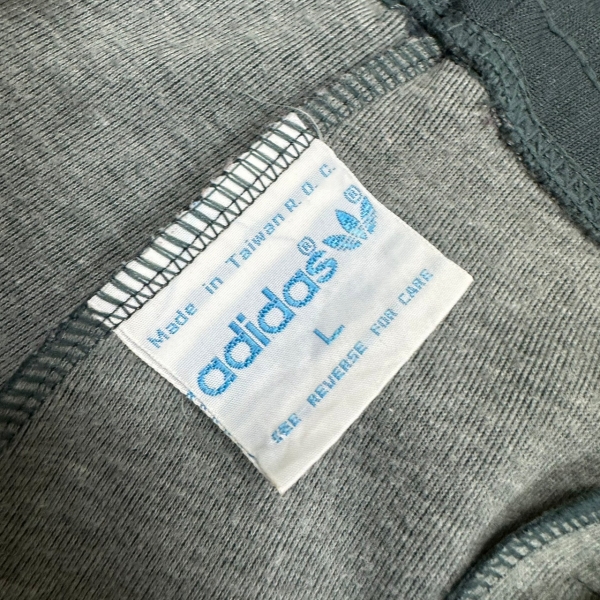 Made in Taiwan R.O.C.
adidas®
®
L
SEE REVERSE FOR CARE